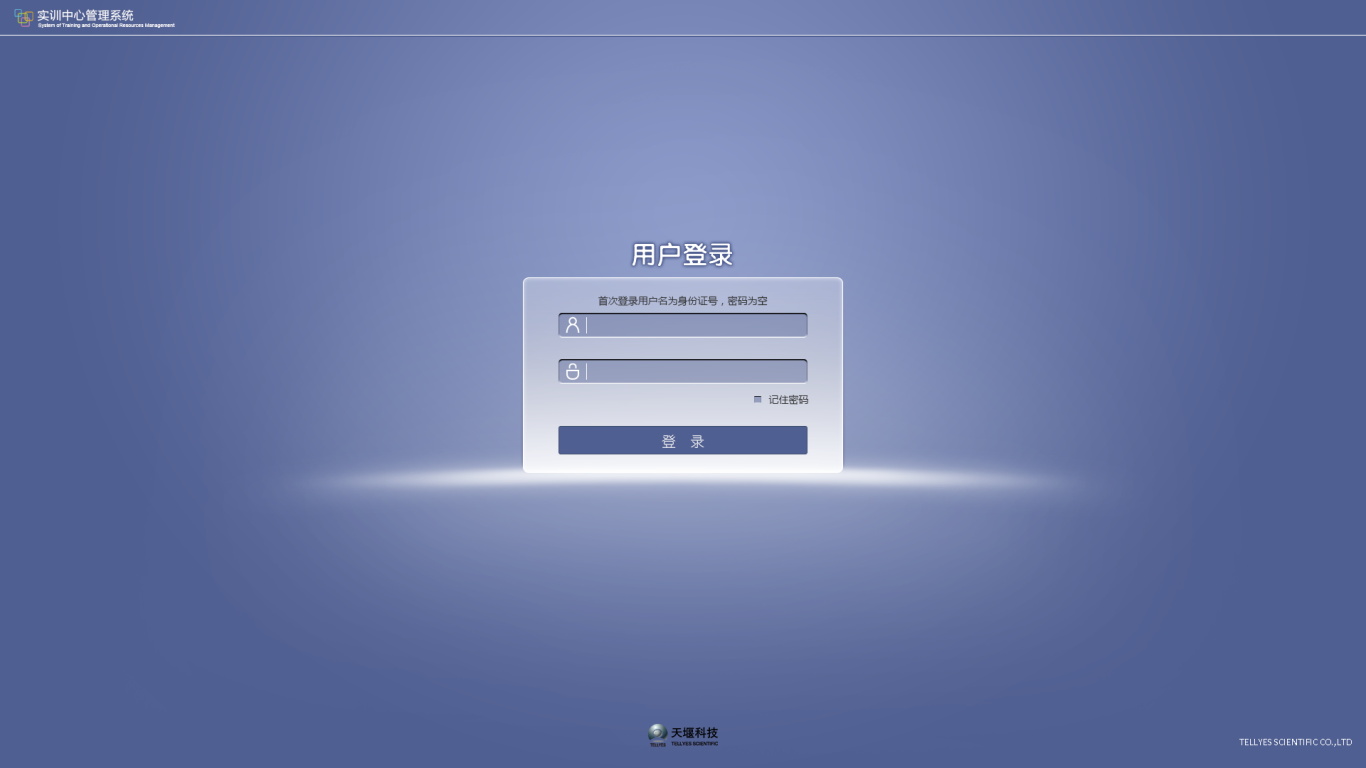 实训中心管理系统
System of Training and Operational Resources Management
用户登录
首次登录用户名为身份证号，密码为空
记住密码
登 录
天堰科技
TELLYES
TELLYES SCIENTIFIC
TELLYES SCIENTIFIC CO.,LTD